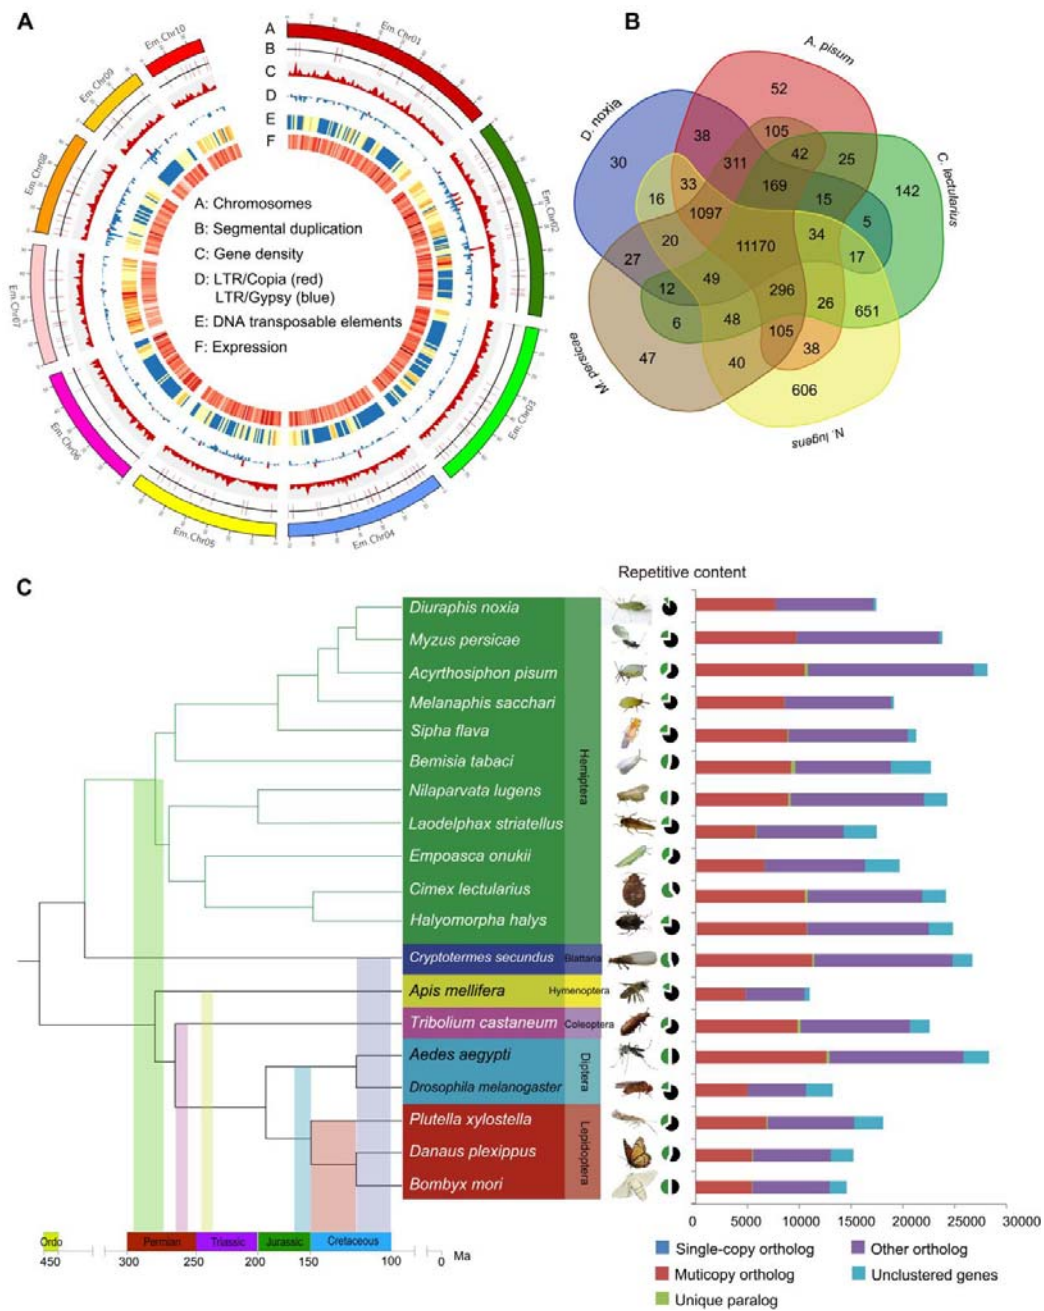 A
Em.Chr01
Em.Chr02
Em.Chr03
Em.Chr04
Em.Chr05
Em.Chr06
Em.Chr07
Em.Chr08
Em.Chr09
Em.Chr10
A
B
C
D
E
F
A: Chromosomes
B: Segmental duplication
C: Gene density
D: LTR/Copia (red)
LTR/Gypsy (blue)
E: DNA transposable elements
F: Expression
B
A. pisum
D. noxia
C. lectularius
M. persicae
N. lugens
52
38
105
30
311
42
25
142
33
169
15
5
16
1097
20
11170
34
17
27
49
12
296
26
651
6
48
105
38
47
40
606
C
Repetitive content
Diuraphis noxia
Myzus persicae
Acyrthosiphon pisum
Melanaphis sacchari
Sipha flava
Bemisia tabaci
Nilaparvata lugens
Laodelphax striatellus
Empoasca onukii
Cimex lectularius
Halyomorpha halys
Hemiptera
Cryptotermes secundus Blattaria
Apis mellifera Hymenoptera
Tribolium castaneum Coleoptera
Aedes aegypti
Drosophila melanogaster
Diptera
Plutella xylostella
Danaus plexippus
Bombyx mori
Lepidoptera
Ordo Permian Triassic Jurassic Cretaceous
450 300 250 200 150 100 0 Ma
0 5000 10000 15000 20000 25000 30000
Single-copy ortholog
Muticopy ortholog
Unique paralog
Other ortholog
Unclustered genes